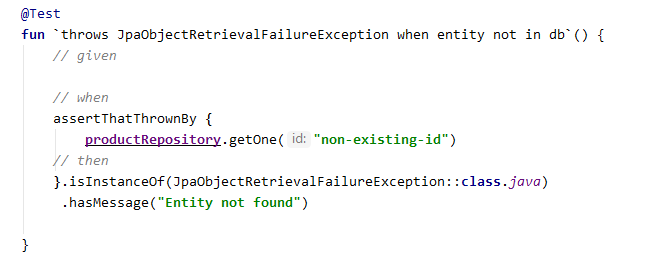 @Test
fun `throws JpaObjectRetrievalFailureException when entity not in db`() {
// given
// when
assertThatThrownBy {
productRepository.getOne( id: "non-existing-id")
// then
}.isInstanceOf(JpaObjectRetrievalFailureException::class.java)
.hasMessage("Entity not found")
}